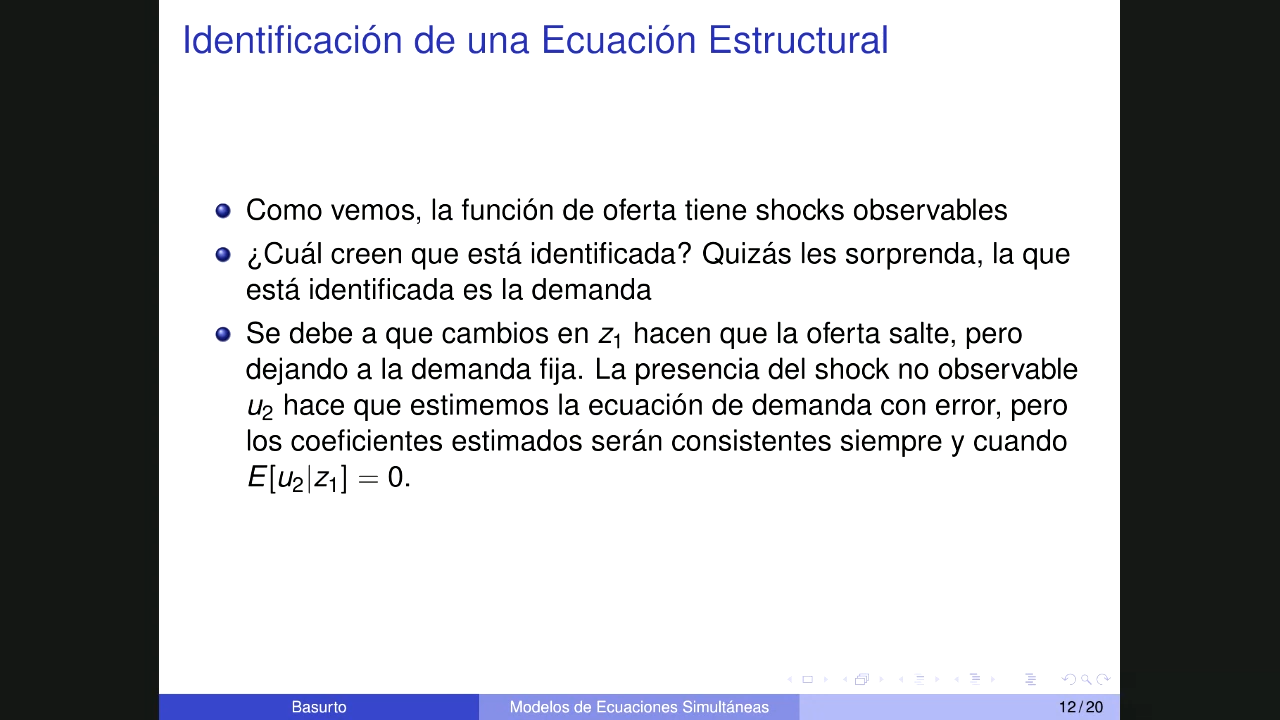 Identificación de una Ecuación Estructural
Como vemos, la función de oferta tiene shocks observables
¿Cuál creen que está identificada? Quizás les sorprenda, la que
está identificada es la demanda
Se debe a que cambios en z₁ hacen que la oferta salte, pero
dejando a la demanda fija. La presencia del shock no observable
u₂ hace que estimemos la ecuación de demanda con error, pero
los coeficientes estimados serán consistentes siempre y cuando
E[u₂|z₁] = 0.
Basurto
Modelos de Ecuaciones Simultáneas
12 / 20